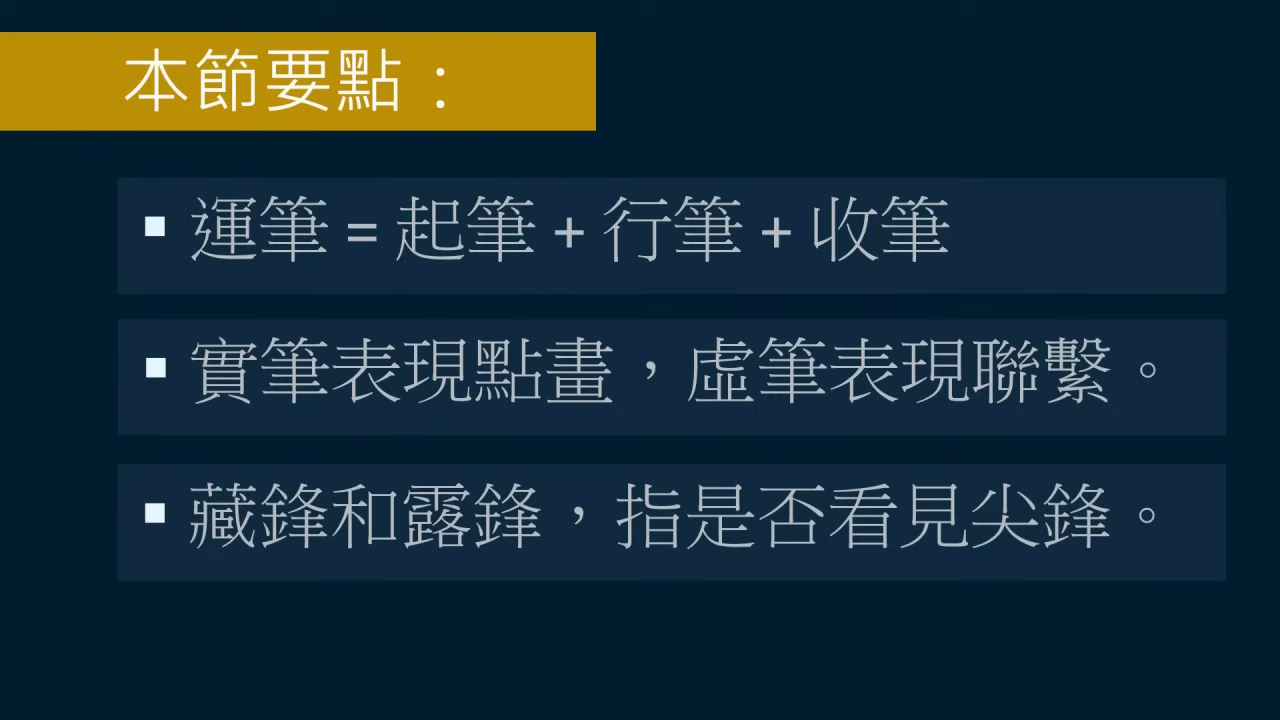 本節要點：
▪ 運筆 = 起筆 + 行筆 + 收筆
▪ 實筆表現點畫，虛筆表現聯繫。
▪ 藏鋒和露鋒，指是否看見尖鋒。